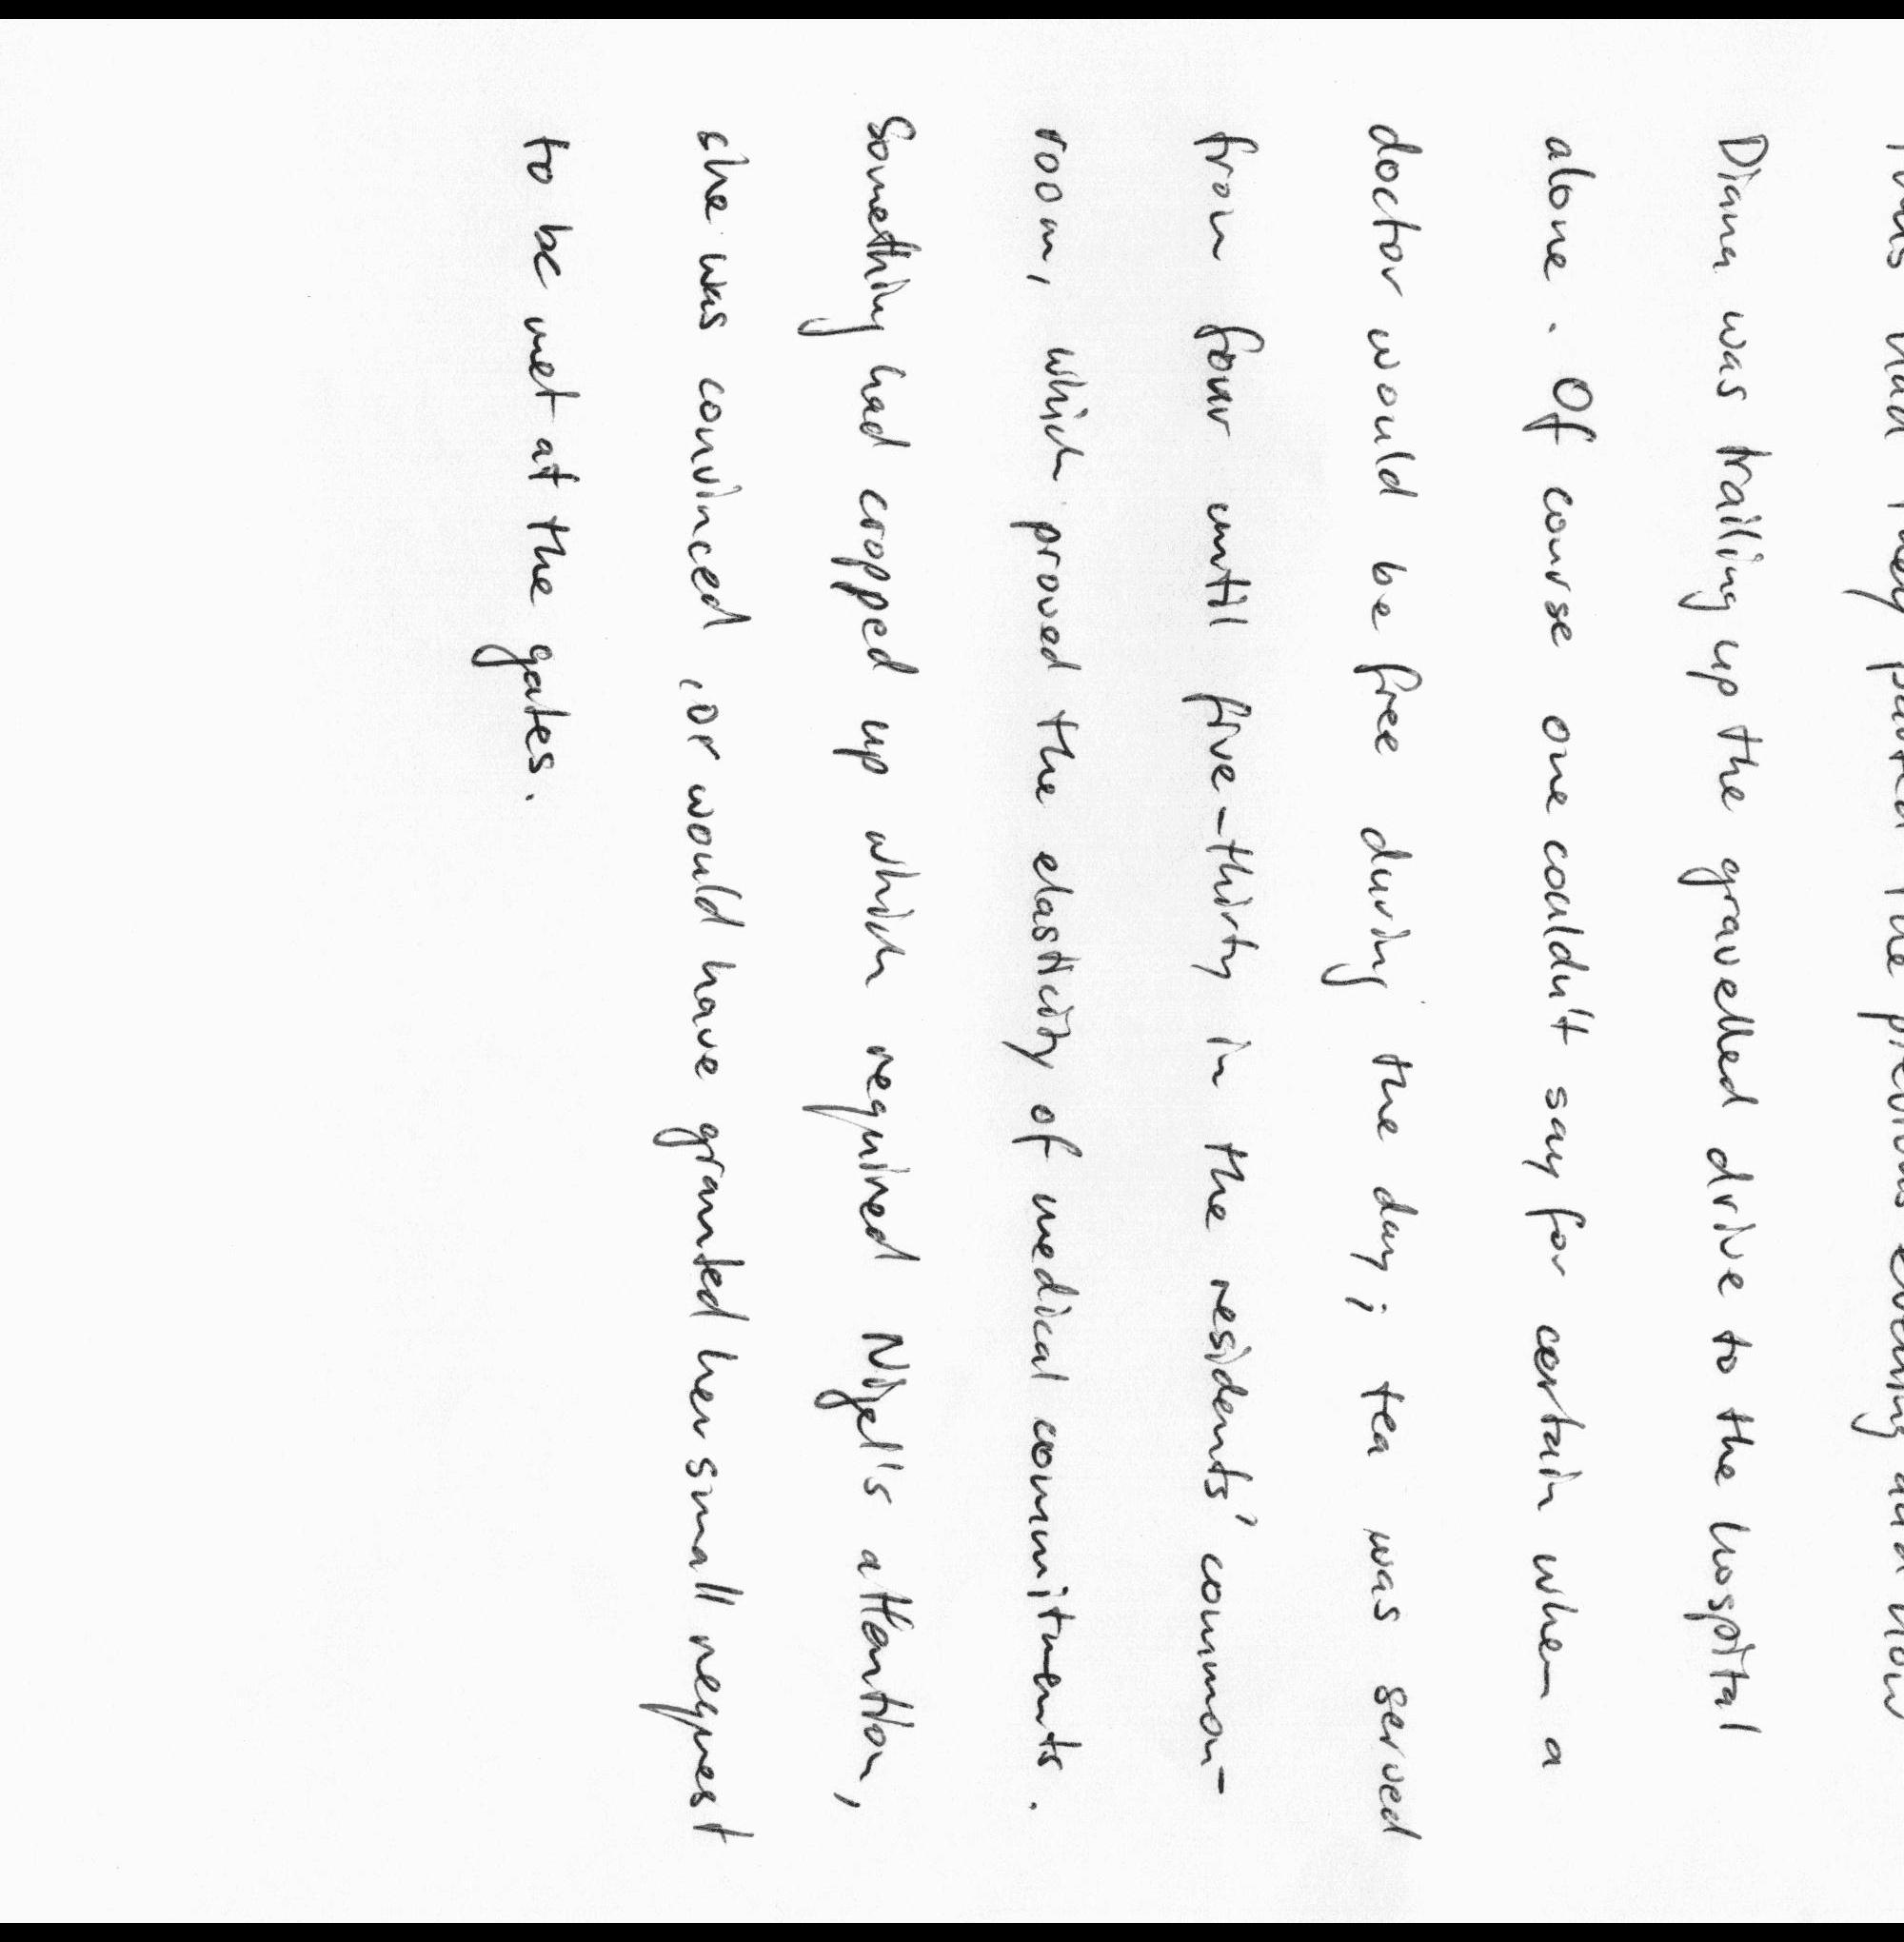 Thus had they parted the previous evening and now
Diana was trailing up the gravelled drive to the hospital
alone. Of course one couldn't say for certain when a
doctor would be free during the day; tea was served
from four until five-thirty in the residents' common-
room, which proved the elasticity of medical commitments.
Something had cropped up which required Nigel's attention,
she was convinced, or would have granted her small request
to be met at the gates.